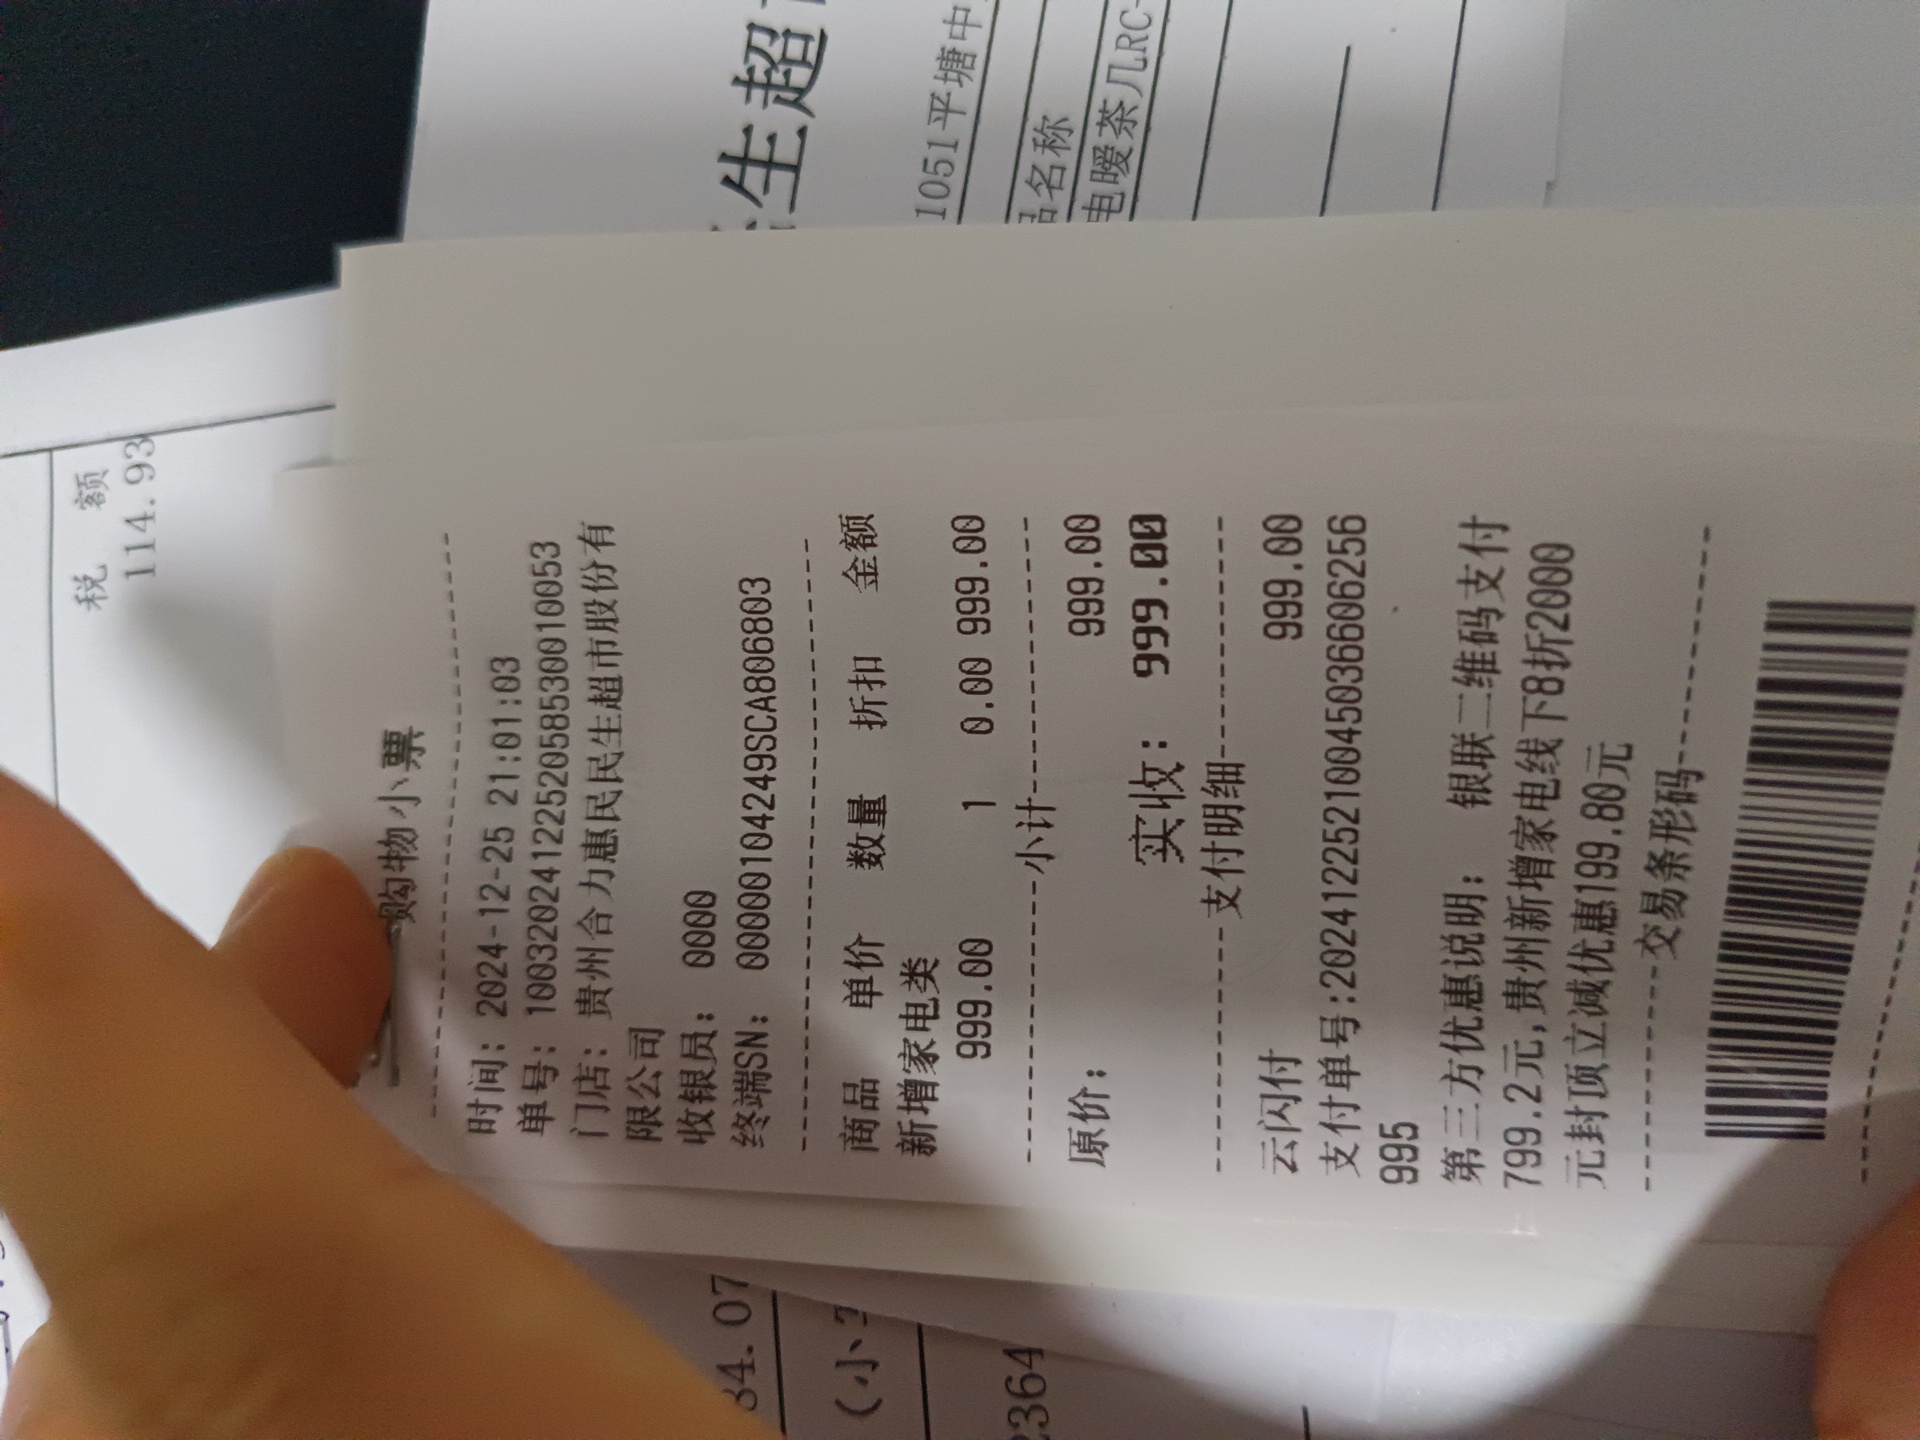 购物小票
时间: 2024-12-25 21:01:03
单号: 10032024122520585300010053
门店: 贵州合力惠民民生超市股份有
限公司
收银员: 0000
终端SN: 00000104249SCA806803
商品 单价 数量 折扣 金额
新增家电类
999.00 1 0.00 999.00
小计
原价: 999.00
实收: 999.00
支付明细
云闪付 999.00
支付单号:20241225210045036606256
995
第三方优惠说明: 银联二维码支付
799.2元,贵州新增家电线下8折2000
元封顶立减优惠199.80元
交易条形码
税 额
114.93
生超
1051平塘中
品名称
电暖茶几RC-
84.07
(小
2364